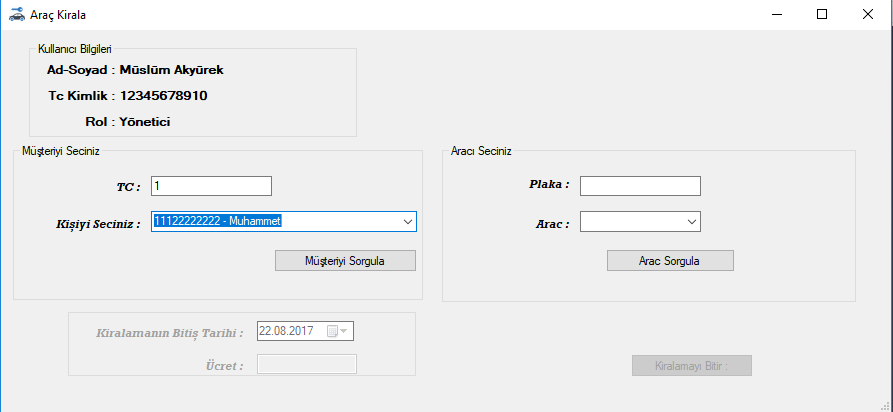 Araç Kirala
Kullanıcı Bilgileri
Ad-Soyad : Müslüm Akyürek
Tc Kimlik : 12345678910
Rol : Yönetici
Müşteriyi Seciniz
TC : 1
Kişiyi Seciniz : 11122222222 - Muhammet
Müşteriyi Sorgula
Aracı Seciniz
Plaka :
Arac :
Arac Sorgula
Kiralamanın Bitiş Tarihi : 22.08.2017
Ücret :
Kiralamayı Bitir :